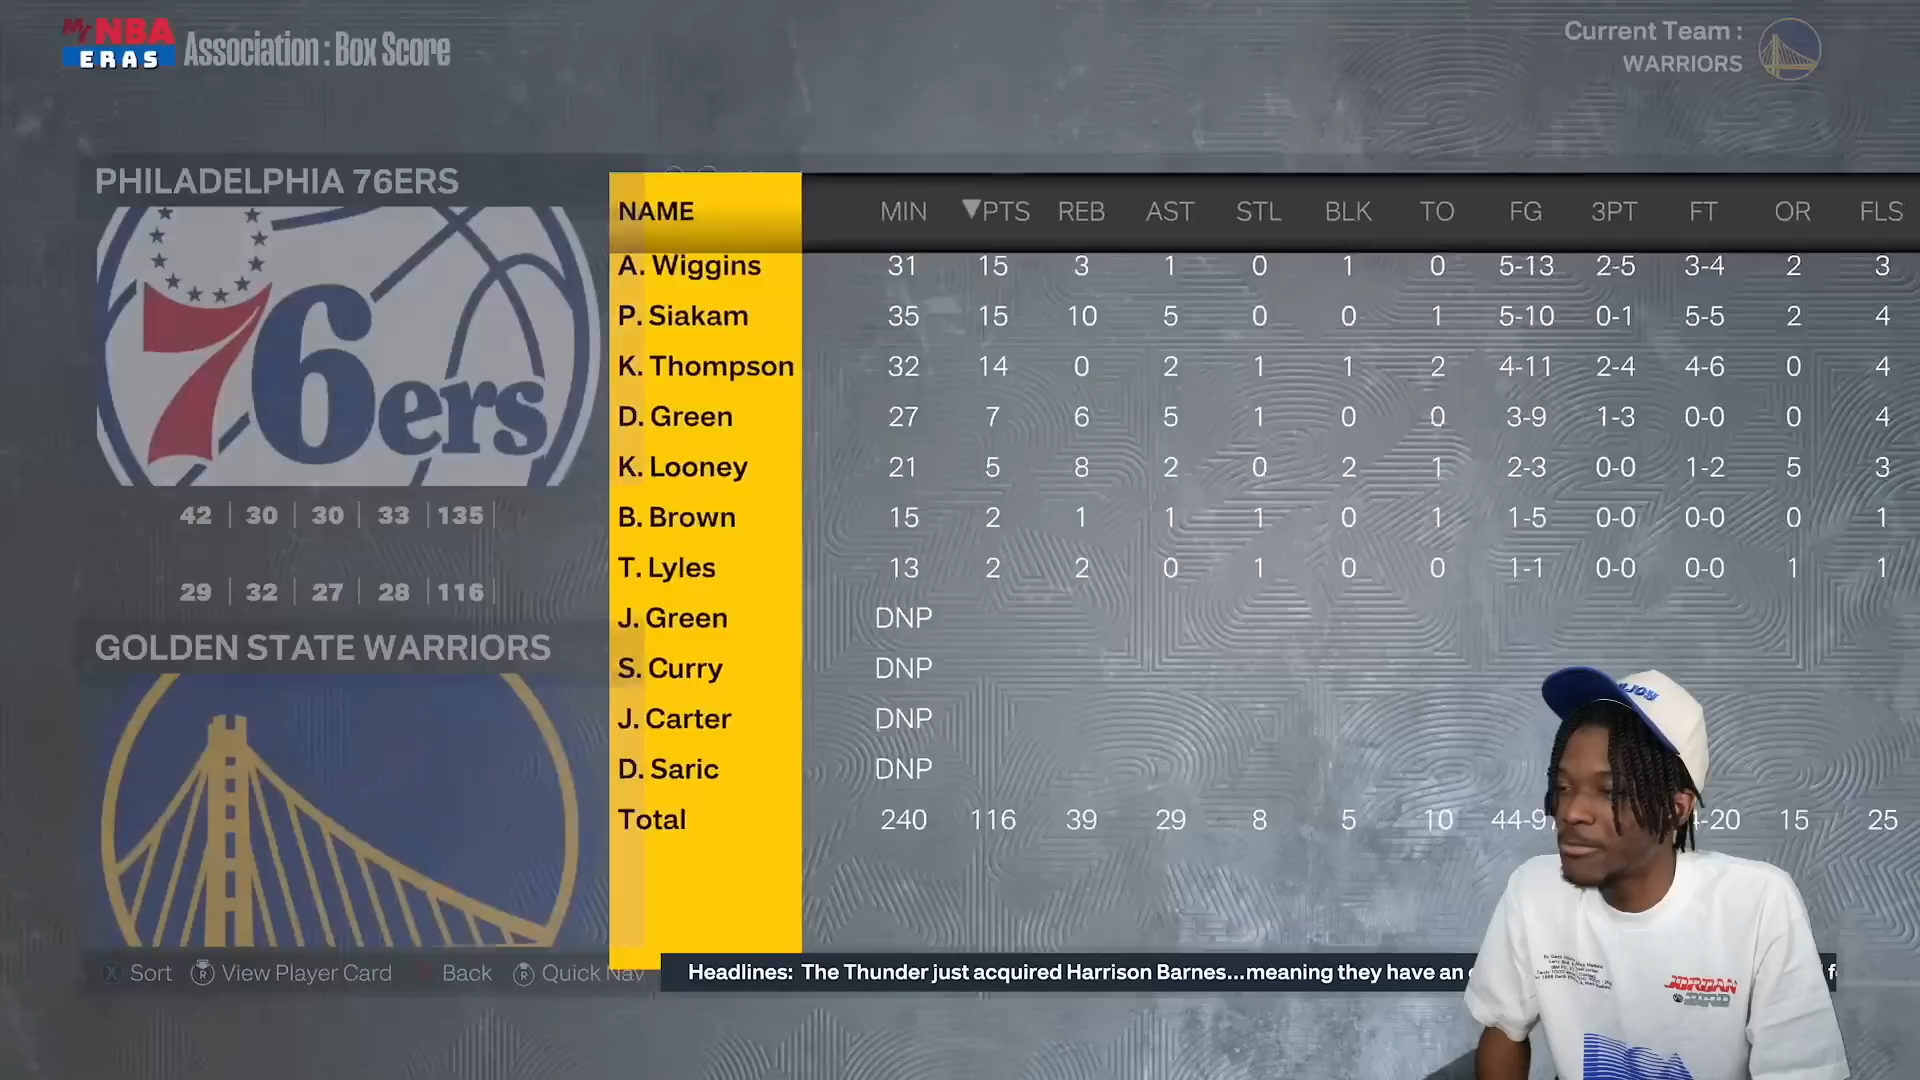 My NBA
ERAS
Association : Box Score
Current Team :
WARRIORS
PHILADELPHIA 76ERS
76ers
42 | 30 | 30 | 33 | 135 |
29 | 32 | 27 | 28 | 116 |
GOLDEN STATE WARRIORS
NAME MIN ▼PTS REB AST STL BLK TO FG 3PT FT OR FLS
A. Wiggins 31 15 3 1 0 1 0 5-13 2-5 3-4 2 3
P. Siakam 35 15 10 5 0 0 1 5-10 0-1 5-5 2 4
K. Thompson 32 14 0 2 1 1 2 4-11 2-4 4-6 0 4
D. Green 27 7 6 5 1 0 0 3-9 1-3 0-0 0 4
K. Looney 21 5 8 2 0 2 1 2-3 0-0 1-2 5 3
B. Brown 15 2 1 1 1 0 1 1-5 0-0 0-0 0 1
T. Lyles 13 2 2 0 1 0 0 1-1 0-0 0-0 1 1
J. Green DNP
S. Curry DNP
J. Carter DNP
D. Saric DNP
Total 240 116 39 29 8 5 10 44-9 -20 15 25
X Sort R View Player Card Back R Quick Nav
Headlines: The Thunder just acquired Harrison Barnes...meaning they have an
JORDAN